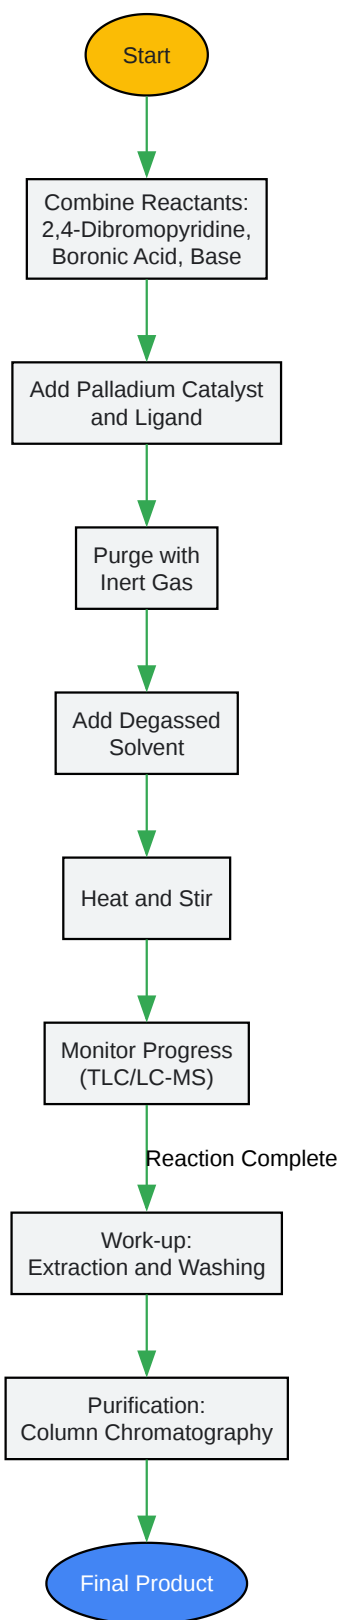 Start
Combine Reactants:
2,4-Dibromopyridine,
Boronic Acid, Base
Add Palladium Catalyst
and Ligand
Purge with
Inert Gas
Add Degassed
Solvent
Heat and Stir
Monitor Progress
(TLC/LC-MS)
Reaction Complete
Work-up:
Extraction and Washing
Purification:
Column Chromatography
Final Product